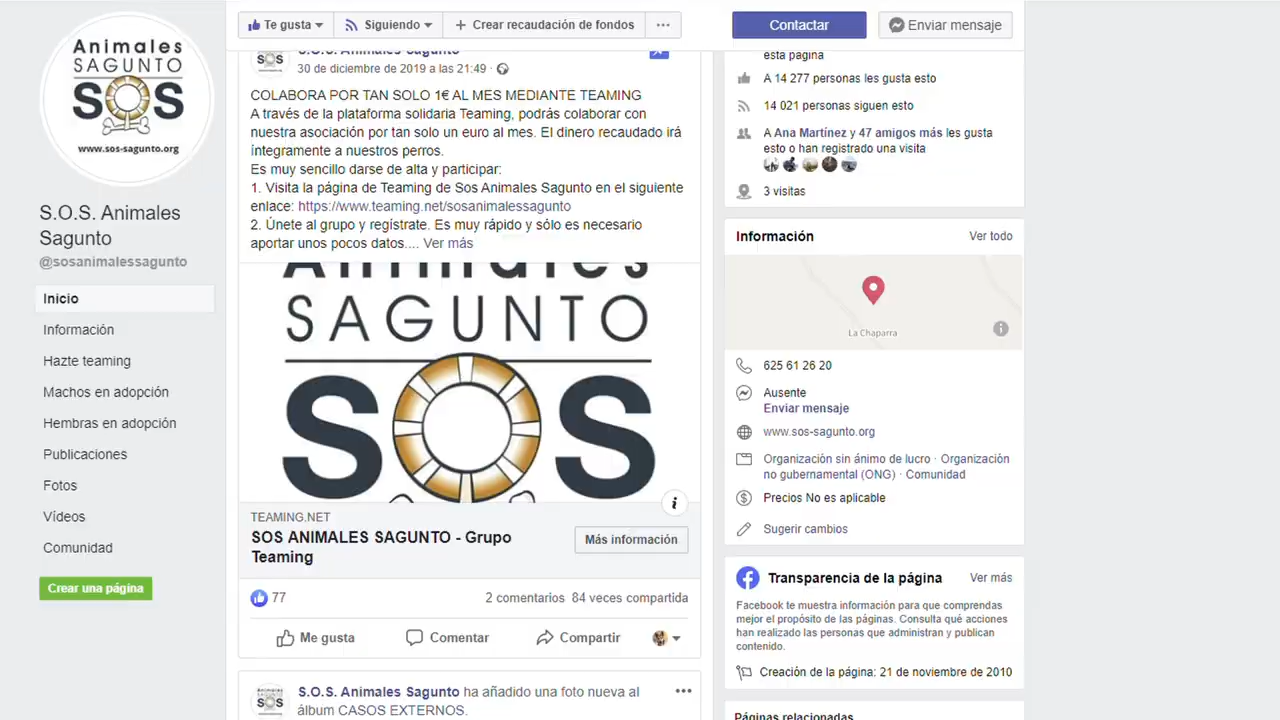 Animales
SAGUNTO
SOS
www.sos-sagunto.org
S.O.S. Animales
Sagunto
@sosanimalessagunto
Inicio
Información
Hazte teaming
Machos en adopción
Hembras en adopción
Publicaciones
Fotos
Vídeos
Comunidad
Crear una página
Te gusta
Siguiendo
+ Crear recaudación de fondos
Contactar
Enviar mensaje
S.O.S. Animales Sagunto
30 de diciembre de 2019 a las 21:49 ·
COLABORA POR TAN SOLO 1€ AL MES MEDIANTE TEAMING
A través de la plataforma solidaria Teaming, podrás colaborar con
nuestra asociación por tan solo un euro al mes. El dinero recaudado irá
íntegramente a nuestros perros.
Es muy sencillo darse de alta y participar:
1. Visita la página de Teaming de Sos Animales Sagunto en el siguiente
enlace: https://www.teaming.net/sosanimalessagunto
2. Únete al grupo y regístrate. Es muy rápido y sólo es necesario
aportar unos pocos datos.... Ver más
Animales
SAGUNTO
SOS
TEAMING.NET
SOS ANIMALES SAGUNTO - Grupo
Teaming
Más información
77
2 comentarios 84 veces compartida
Me gusta
Comentar
Compartir
S.O.S. Animales Sagunto ha añadido una foto nueva al
álbum CASOS EXTERNOS.
esta página
A 14 277 personas les gusta esto
14 021 personas siguen esto
A Ana Martínez y 47 amigos más les gusta
esto o han registrado una visita
3 visitas
Información
Ver todo
La Chaparra
625 61 26 20
Ausente
Enviar mensaje
www.sos-sagunto.org
Organización sin ánimo de lucro · Organización
no gubernamental (ONG) · Comunidad
Precios No es aplicable
Sugerir cambios
Transparencia de la página
Ver más
Facebook te muestra información para que comprendas
mejor el propósito de las páginas. Consulta qué acciones
han realizado las personas que administran y publican
contenido.
Creación de la página: 21 de noviembre de 2010
Páginas relacionadas